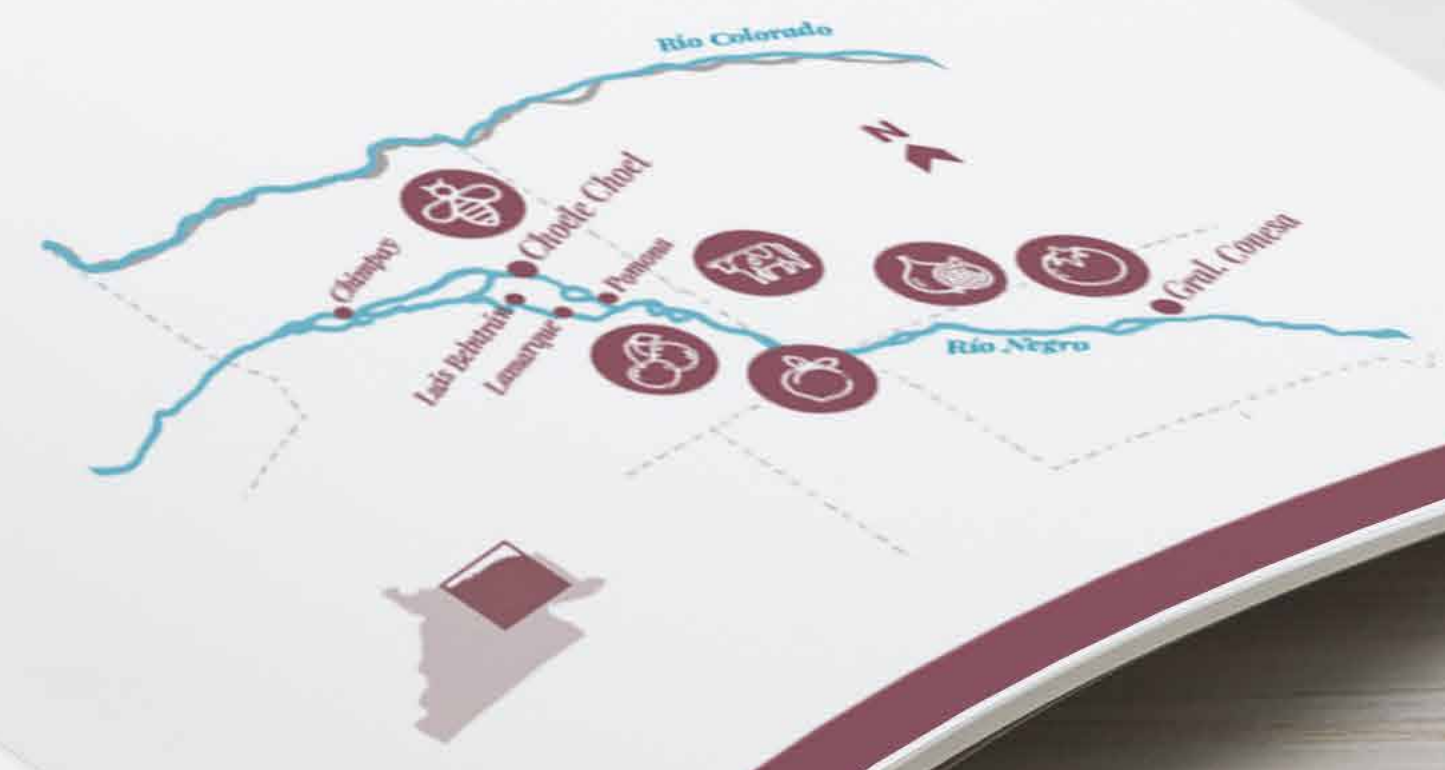 Río Colorado
N
Choele Choel
Chimpay
Pomona
Gral. Conesa
Luis Beltrán
Lamarque
Río Negro